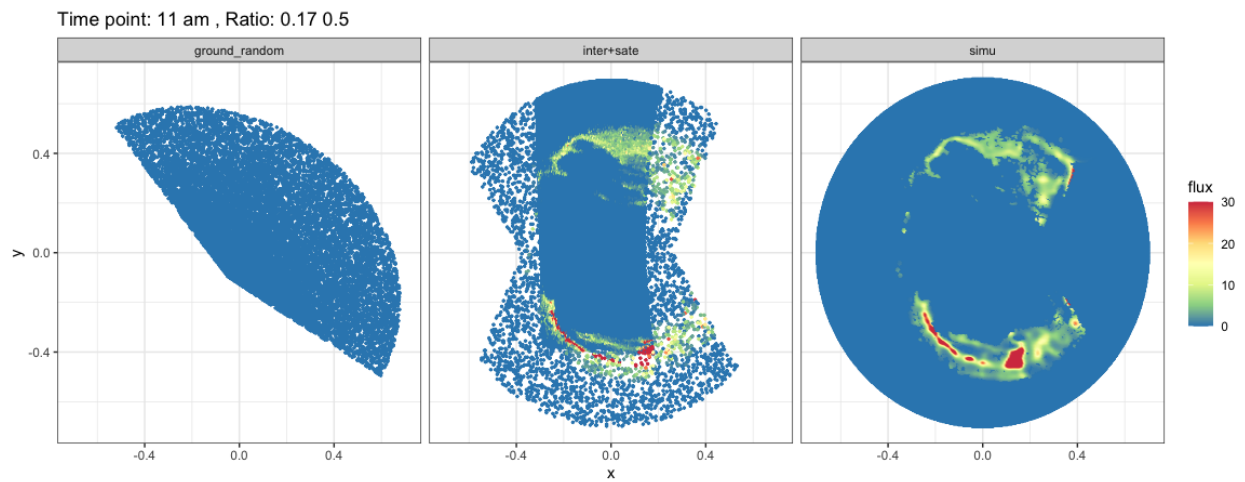 Time point: 11 am , Ratio: 0.17 0.5
ground_random
inter+sate
simu
0.4
0.0
-0.4
y
-0.4 0.0 0.4
-0.4 0.0 0.4
-0.4 0.0 0.4
x
flux
30
20
10
0